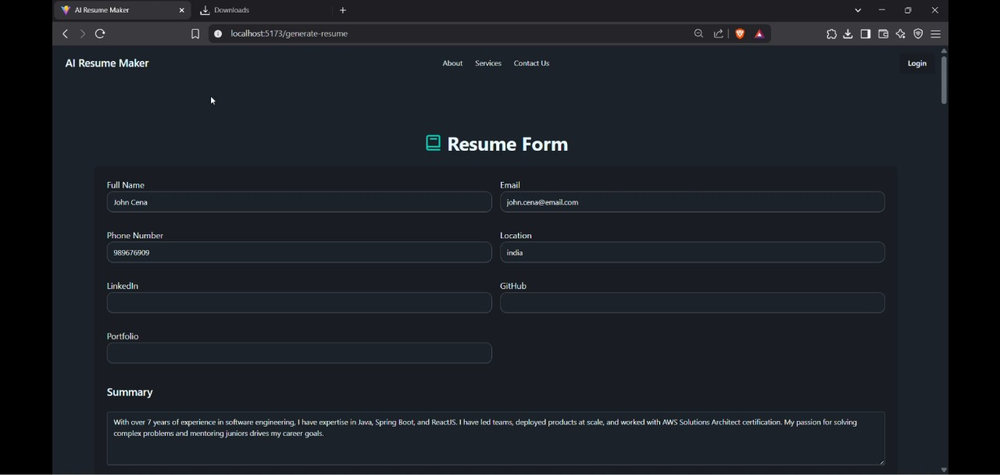 AI Resume Maker
Downloads
localhost:5173/generate-resume
AI Resume Maker
About
Services
Contact Us
Login
Resume Form
Full Name
Email
John Cena
john.cena@email.com
Phone Number
Location
989676909
india
LinkedIn
GitHub
Portfolio
Summary
With over 7 years of experience in software engineering, I have expertise in Java, Spring Boot, and ReactJS. I have led teams, deployed products at scale, and worked with AWS Solutions Architect certification. My passion for solving
complex problems and mentoring juniors drives my career goals.